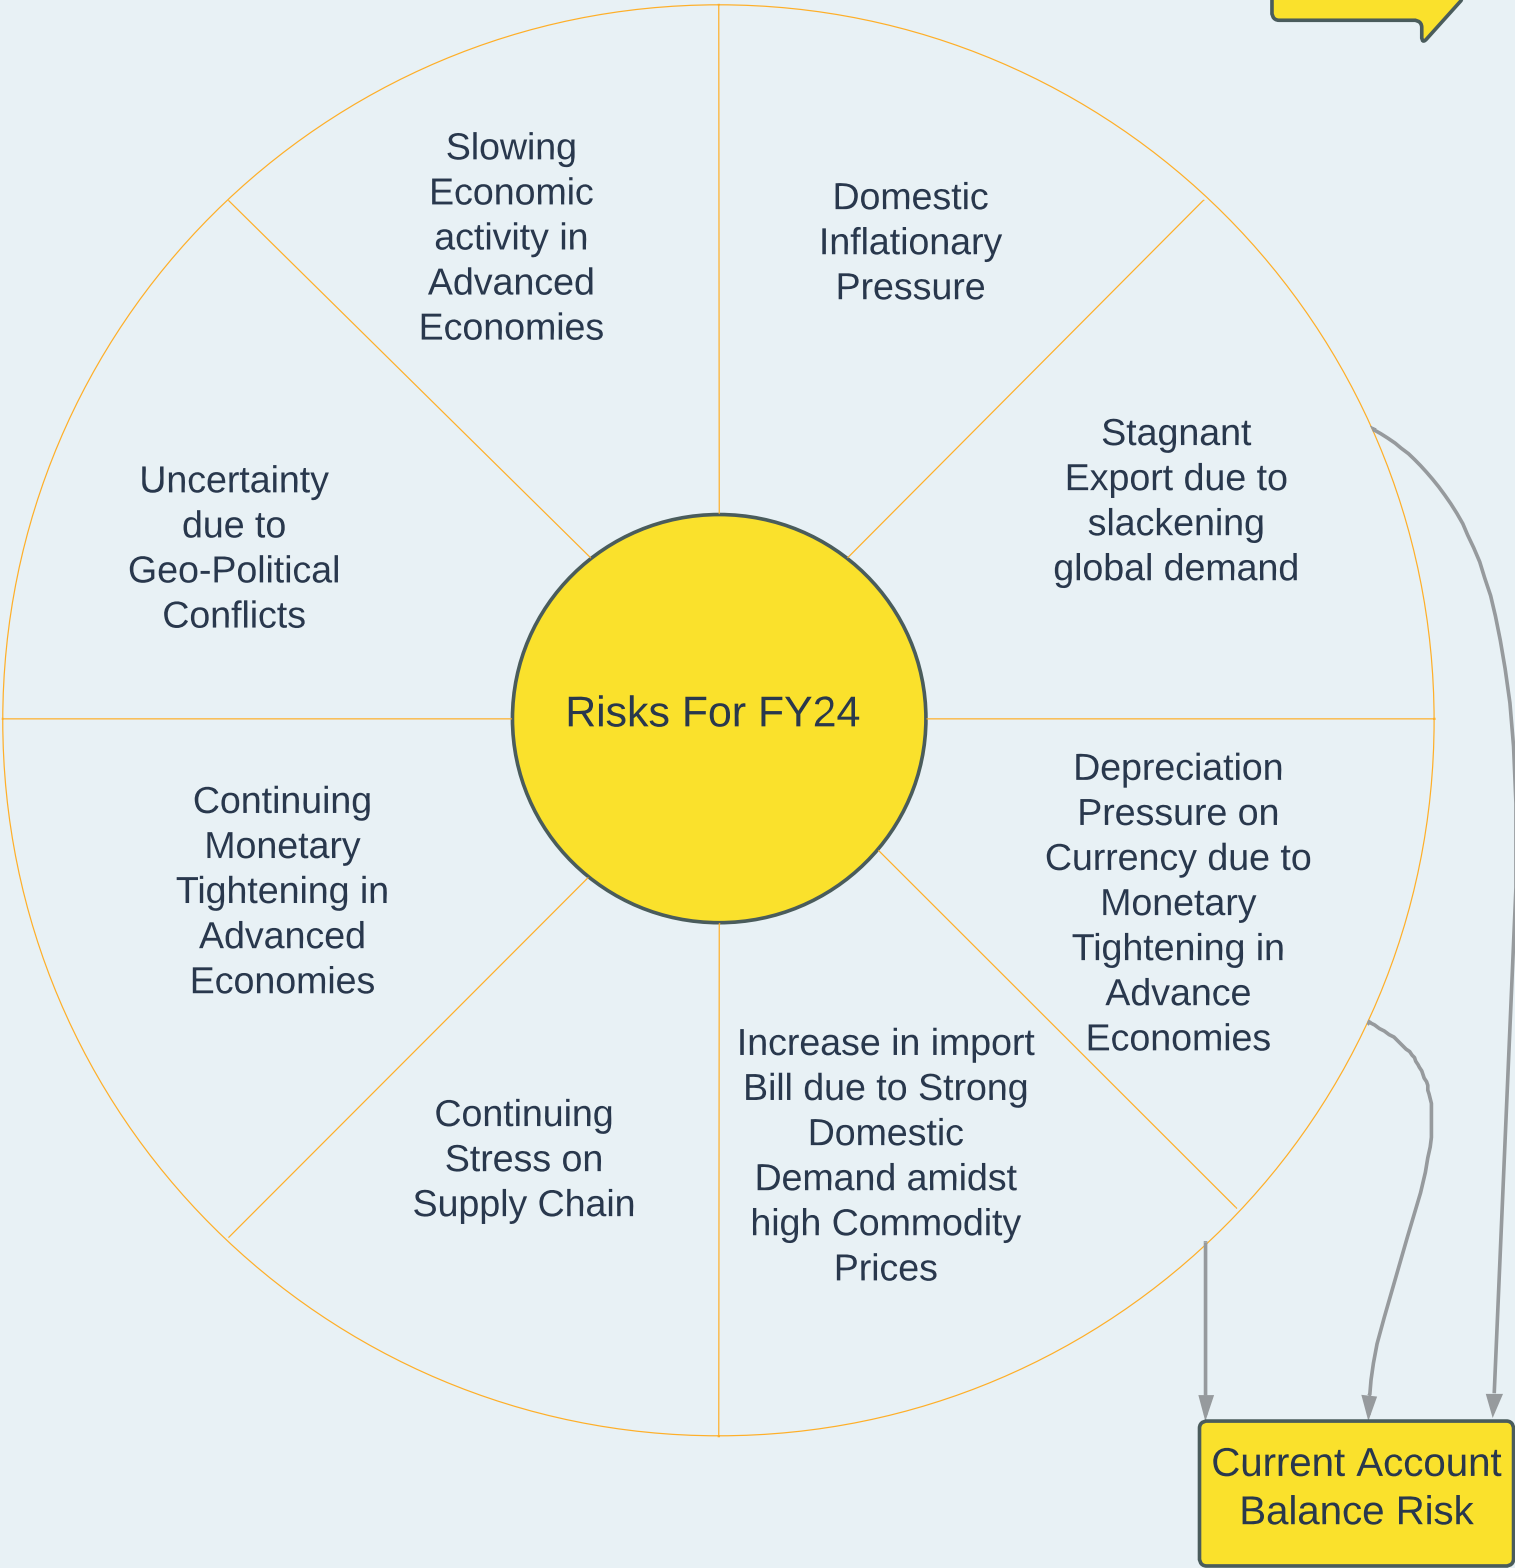 Slowing
Economic
activity in
Advanced
Economies
Domestic
Inflationary
Pressure
Stagnant
Export due to
slackening
global demand
Uncertainty
due to
Geo-Political
Conflicts
Risks For FY24
Depreciation
Pressure on
Currency due to
Monetary
Tightening in
Advance
Economies
Continuing
Monetary
Tightening in
Advanced
Economies
Increase in import
Bill due to Strong
Domestic
Demand amidst
high Commodity
Prices
Continuing
Stress on
Supply Chain
Current Account
Balance Risk